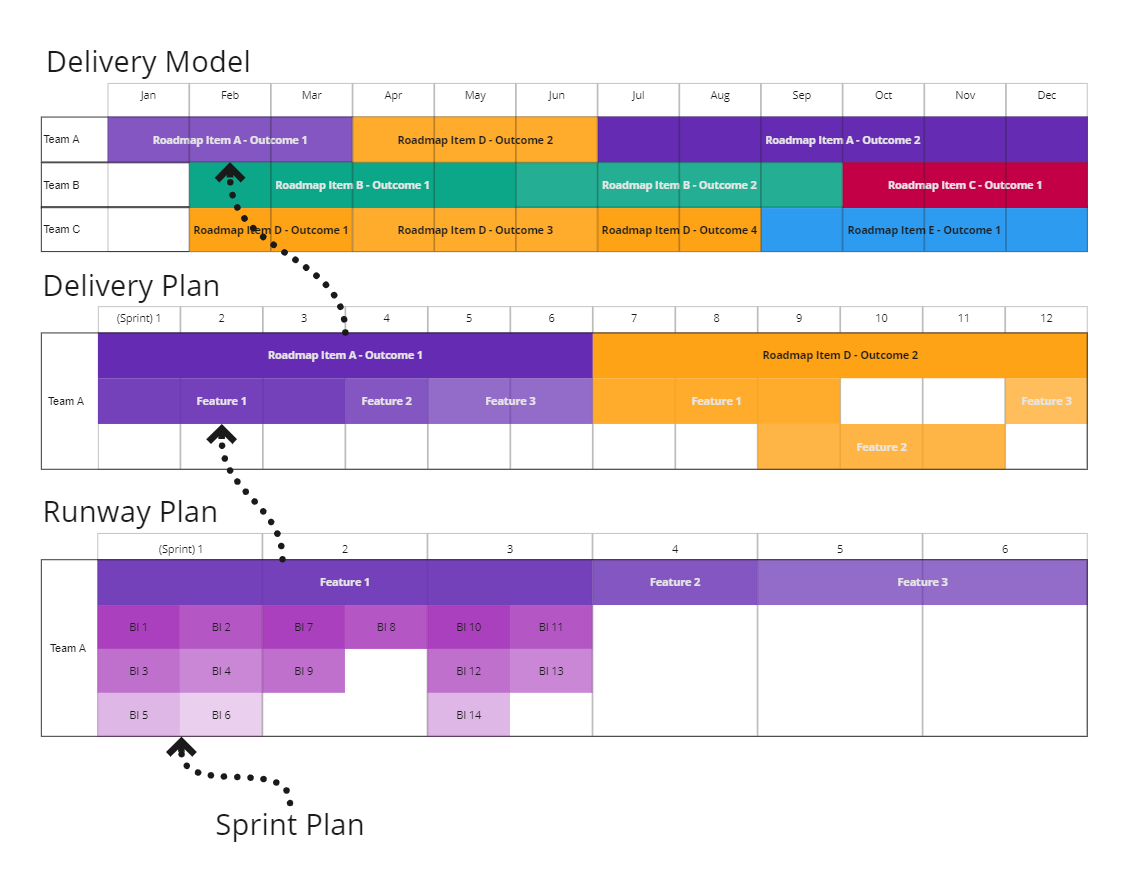 Delivery Model
Jan Feb Mar Apr May Jun Jul Aug Sep Oct Nov Dec
Team A Roadmap Item A - Outcome 1 Roadmap Item D - Outcome 2 Roadmap Item A - Outcome 2
Team B Roadmap Item B - Outcome 1 Roadmap Item B - Outcome 2 Roadmap Item C - Outcome 1
Team C Roadmap Item D - Outcome 1 Roadmap Item D - Outcome 3 Roadmap Item D - Outcome 4 Roadmap Item E - Outcome 1
Delivery Plan
(Sprint) 1 2 3 4 5 6 7 8 9 10 11 12
Roadmap Item A - Outcome 1 Roadmap Item D - Outcome 2
Team A Feature 1 Feature 2 Feature 3 Feature 1 Feature 3
Feature 2
Runway Plan
(Sprint) 1 2 3 4 5 6
Feature 1 Feature 2 Feature 3
BI 1 BI 2 BI 7 BI 8 BI 10 BI 11
Team A
BI 3 BI 4 BI 9 BI 12 BI 13
BI 5 BI 6 BI 14
Sprint Plan